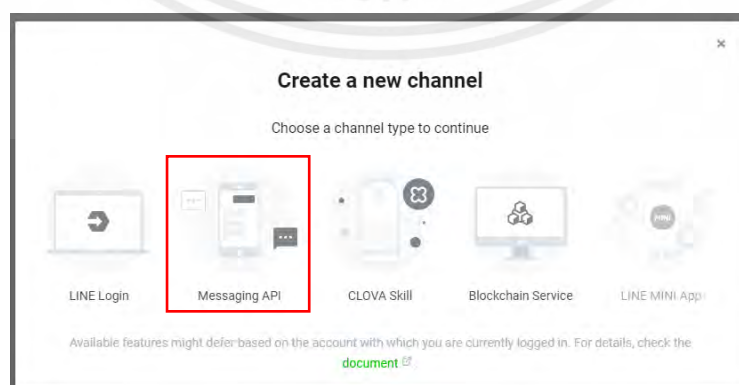 ×
Create a new channel
Choose a channel type to continue
MINI
LINE Login Messaging API CLOVA Skill Blockchain Service LINE MINI App
Available features might defer based on the account with which you are currently logged in. For details, check the
document